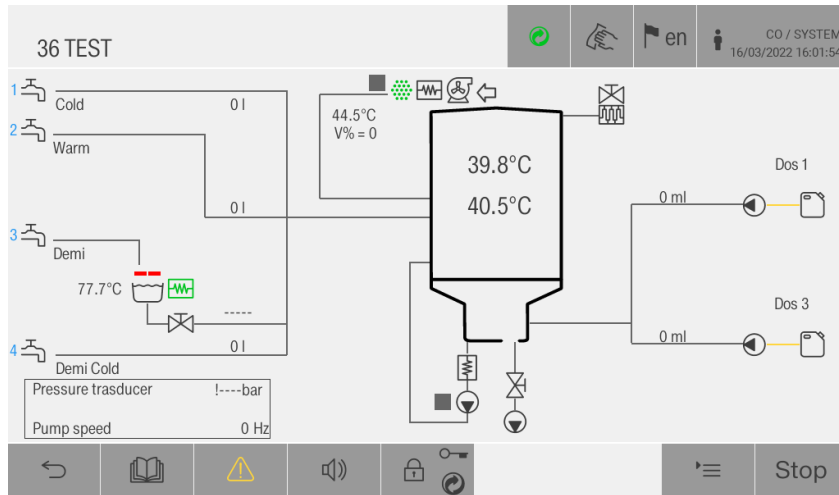 36 TEST
en
CO / SYSTEM
16/03/2022 16:01:54
1
Cold
0 l
2
Warm
0 l
3
Demi
77.7°C
-----
4
Demi Cold
0 l
Pressure trasducer !----bar
Pump speed 0 Hz
44.5°C
V% = 0
39.8°C
40.5°C
Dos 1
0 ml
Dos 3
0 ml
Stop